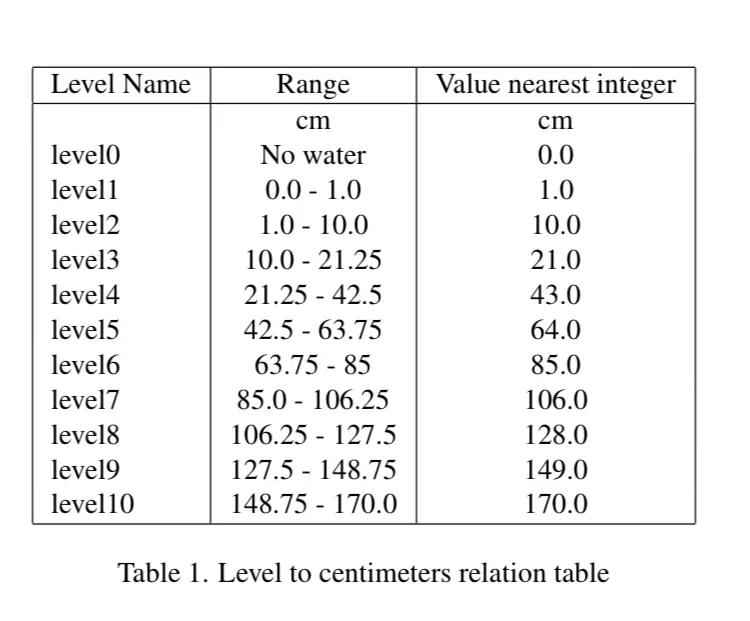 Level Name Range Value nearest integer
cm cm
level0 No water 0.0
level1 0.0 - 1.0 1.0
level2 1.0 - 10.0 10.0
level3 10.0 - 21.25 21.0
level4 21.25 - 42.5 43.0
level5 42.5 - 63.75 64.0
level6 63.75 - 85 85.0
level7 85.0 - 106.25 106.0
level8 106.25 - 127.5 128.0
level9 127.5 - 148.75 149.0
level10 148.75 - 170.0 170.0
Table 1. Level to centimeters relation table